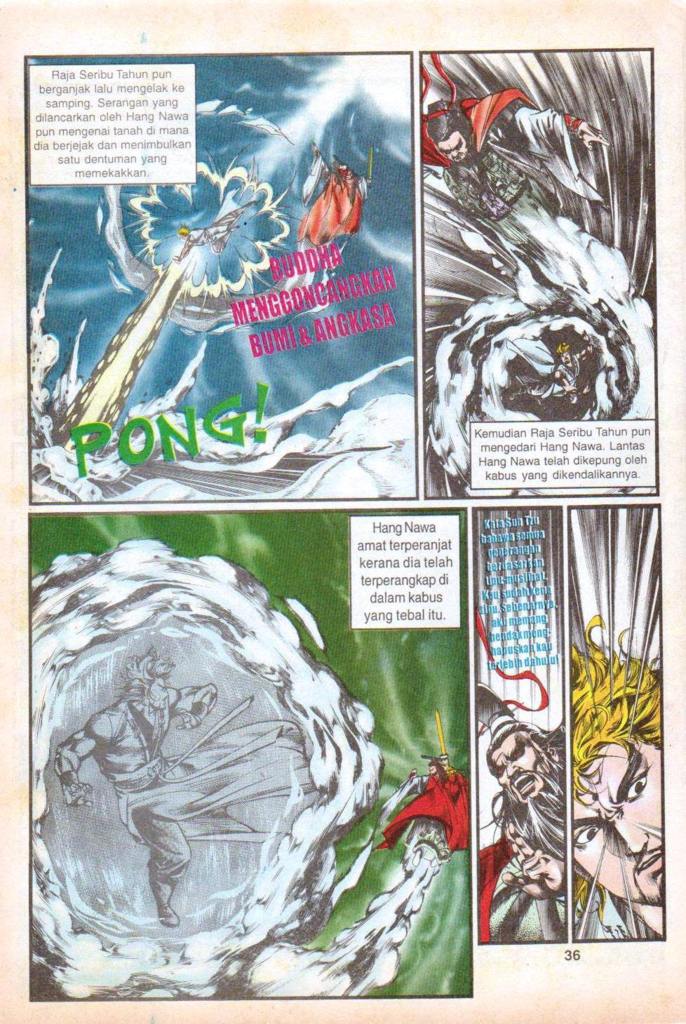 Raja Seribu Tahun pun
berganjak lalu mengelak ke
samping. Serangan yang
dilancarkan oleh Hang Nawa
pun mengenai tanah di mana
dia berjejak dan menimbulkan
satu dentuman yang
memekakkan.
BUDDHA
MENGGONCANGKAN
BUMI & ANGKASA
PONG!
Kemudian Raja Seribu Tahun pun
mengedari Hang Nawa. Lantas
Hang Nawa telah dikepung oleh
kabus yang dikendalikannya.
Hang Nawa
amat terperanjat
kerana dia telah
terperangkap di
dalam kabus
yang tebal itu.
Kata Sun Tzu
bahawa semua
peperangan
berdasarkan
tipu muslihat.
Kau sudah kena
tipu. Sebenarnya,
aku memang
hendak meng-
hapuskan kau
terlebih dahulu!
36